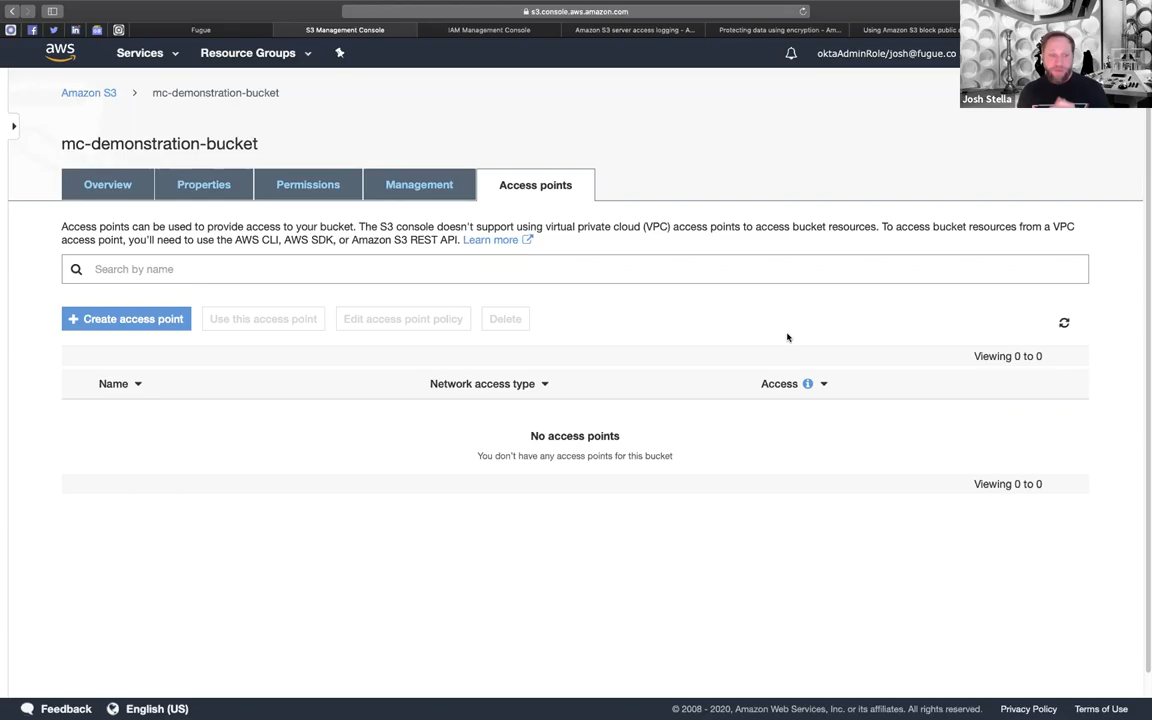 s3.console.aws.amazon.com
Fugue
S3 Management Console
IAM Management Console
Amazon S3 server access logging - A...
Protecting data using encryption - Am...
Using Amazon S3 block public
aws
Services
Resource Groups
oktaAdminRole/josh@fugue.co
Josh Stella
Amazon S3 > mc-demonstration-bucket
mc-demonstration-bucket
Overview
Properties
Permissions
Management
Access points
Access points can be used to provide access to your bucket. The S3 console doesn't support using virtual private cloud (VPC) access points to access bucket resources. To access bucket resources from a VPC
access point, you'll need to use the AWS CLI, AWS SDK, or Amazon S3 REST API. Learn more
Search by name
+ Create access point
Use this access point
Edit access point policy
Delete
Viewing 0 to 0
Name
Network access type
Access
No access points
You don't have any access points for this bucket
Viewing 0 to 0
Feedback
English (US)
© 2008 - 2020, Amazon Web Services, Inc. or its affiliates. All rights reserved.
Privacy Policy
Terms of Use